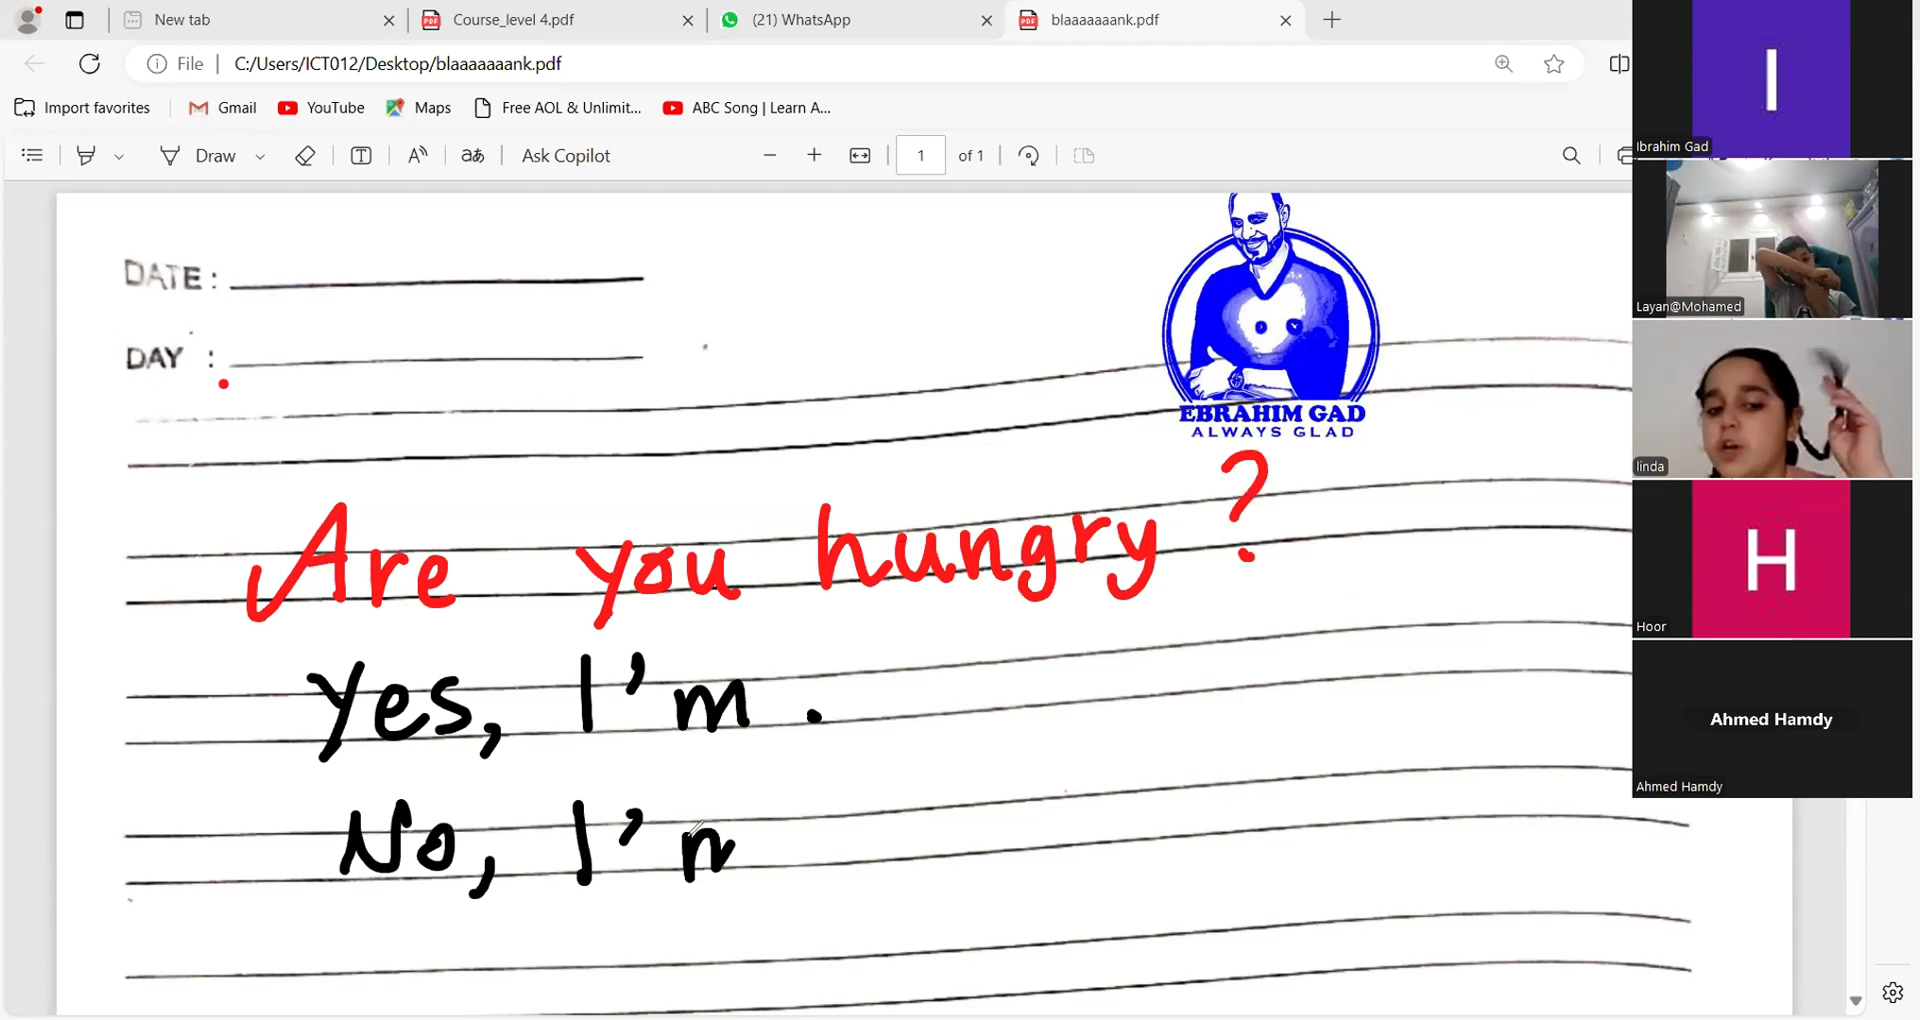 New tab
Course_level 4.pdf
(21) WhatsApp
blaaaaaaank.pdf
File
C:/Users/ICT012/Desktop/blaaaaaaank.pdf
Import favorites
Gmail
YouTube
Maps
Free AOL & Unlimit...
ABC Song | Learn A...
Draw
aあ
Ask Copilot
1
of 1
DATE :
DAY :
EBRAHIM GAD
ALWAYS GLAD
Are you hungry?
Yes, I'm.
No, I'n
I
Ibrahim Gad
Layan@Mohamed
linda
H
Hoor
Ahmed Hamdy
Ahmed Hamdy